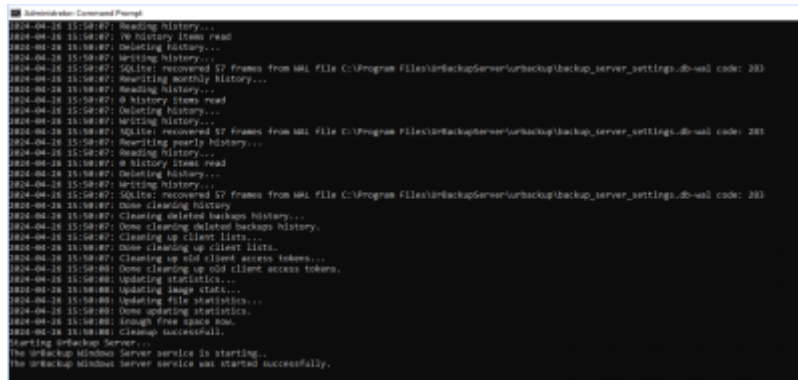 Administrator: Command Prompt
2024-04-26 15:50:07: Reading history...
2024-04-26 15:50:07: 70 history items read
2024-04-26 15:50:07: Deleting history...
2024-04-26 15:50:07: Writing history...
2024-04-26 15:50:07: SQLite: recovered 57 frames from WAL file C:\Program Files\UrBackupServer\urbackup\backup_server_settings.db-wal code: 283
2024-04-26 15:50:07: Rewriting monthly history...
2024-04-26 15:50:07: Reading history...
2024-04-26 15:50:07: 0 history items read
2024-04-26 15:50:07: Deleting history...
2024-04-26 15:50:07: Writing history...
2024-04-26 15:50:07: SQLite: recovered 57 frames from WAL file C:\Program Files\UrBackupServer\urbackup\backup_server_settings.db-wal code: 283
2024-04-26 15:50:07: Rewriting yearly history...
2024-04-26 15:50:07: Reading history...
2024-04-26 15:50:07: 0 history items read
2024-04-26 15:50:07: Deleting history...
2024-04-26 15:50:07: Writing history...
2024-04-26 15:50:07: SQLite: recovered 57 frames from WAL file C:\Program Files\UrBackupServer\urbackup\backup_server_settings.db-wal code: 283
2024-04-26 15:50:07: Done cleaning history
2024-04-26 15:50:07: Cleaning deleted backups history...
2024-04-26 15:50:07: Done cleaning deleted backups history.
2024-04-26 15:50:07: Cleaning up client lists...
2024-04-26 15:50:07: Done cleaning up client lists.
2024-04-26 15:50:07: Cleaning up old client access tokens...
2024-04-26 15:50:08: Done cleaning up old client access tokens.
2024-04-26 15:50:08: Updating statistics...
2024-04-26 15:50:08: Updating image stats...
2024-04-26 15:50:08: Updating file statistics...
2024-04-26 15:50:08: Done updating statistics.
2024-04-26 15:50:08: Enough free space now.
2024-04-26 15:50:08: Cleanup successfull.
Starting UrBackup Server...
The UrBackup Windows Server service is starting..
The UrBackup Windows Server service was started successfully.